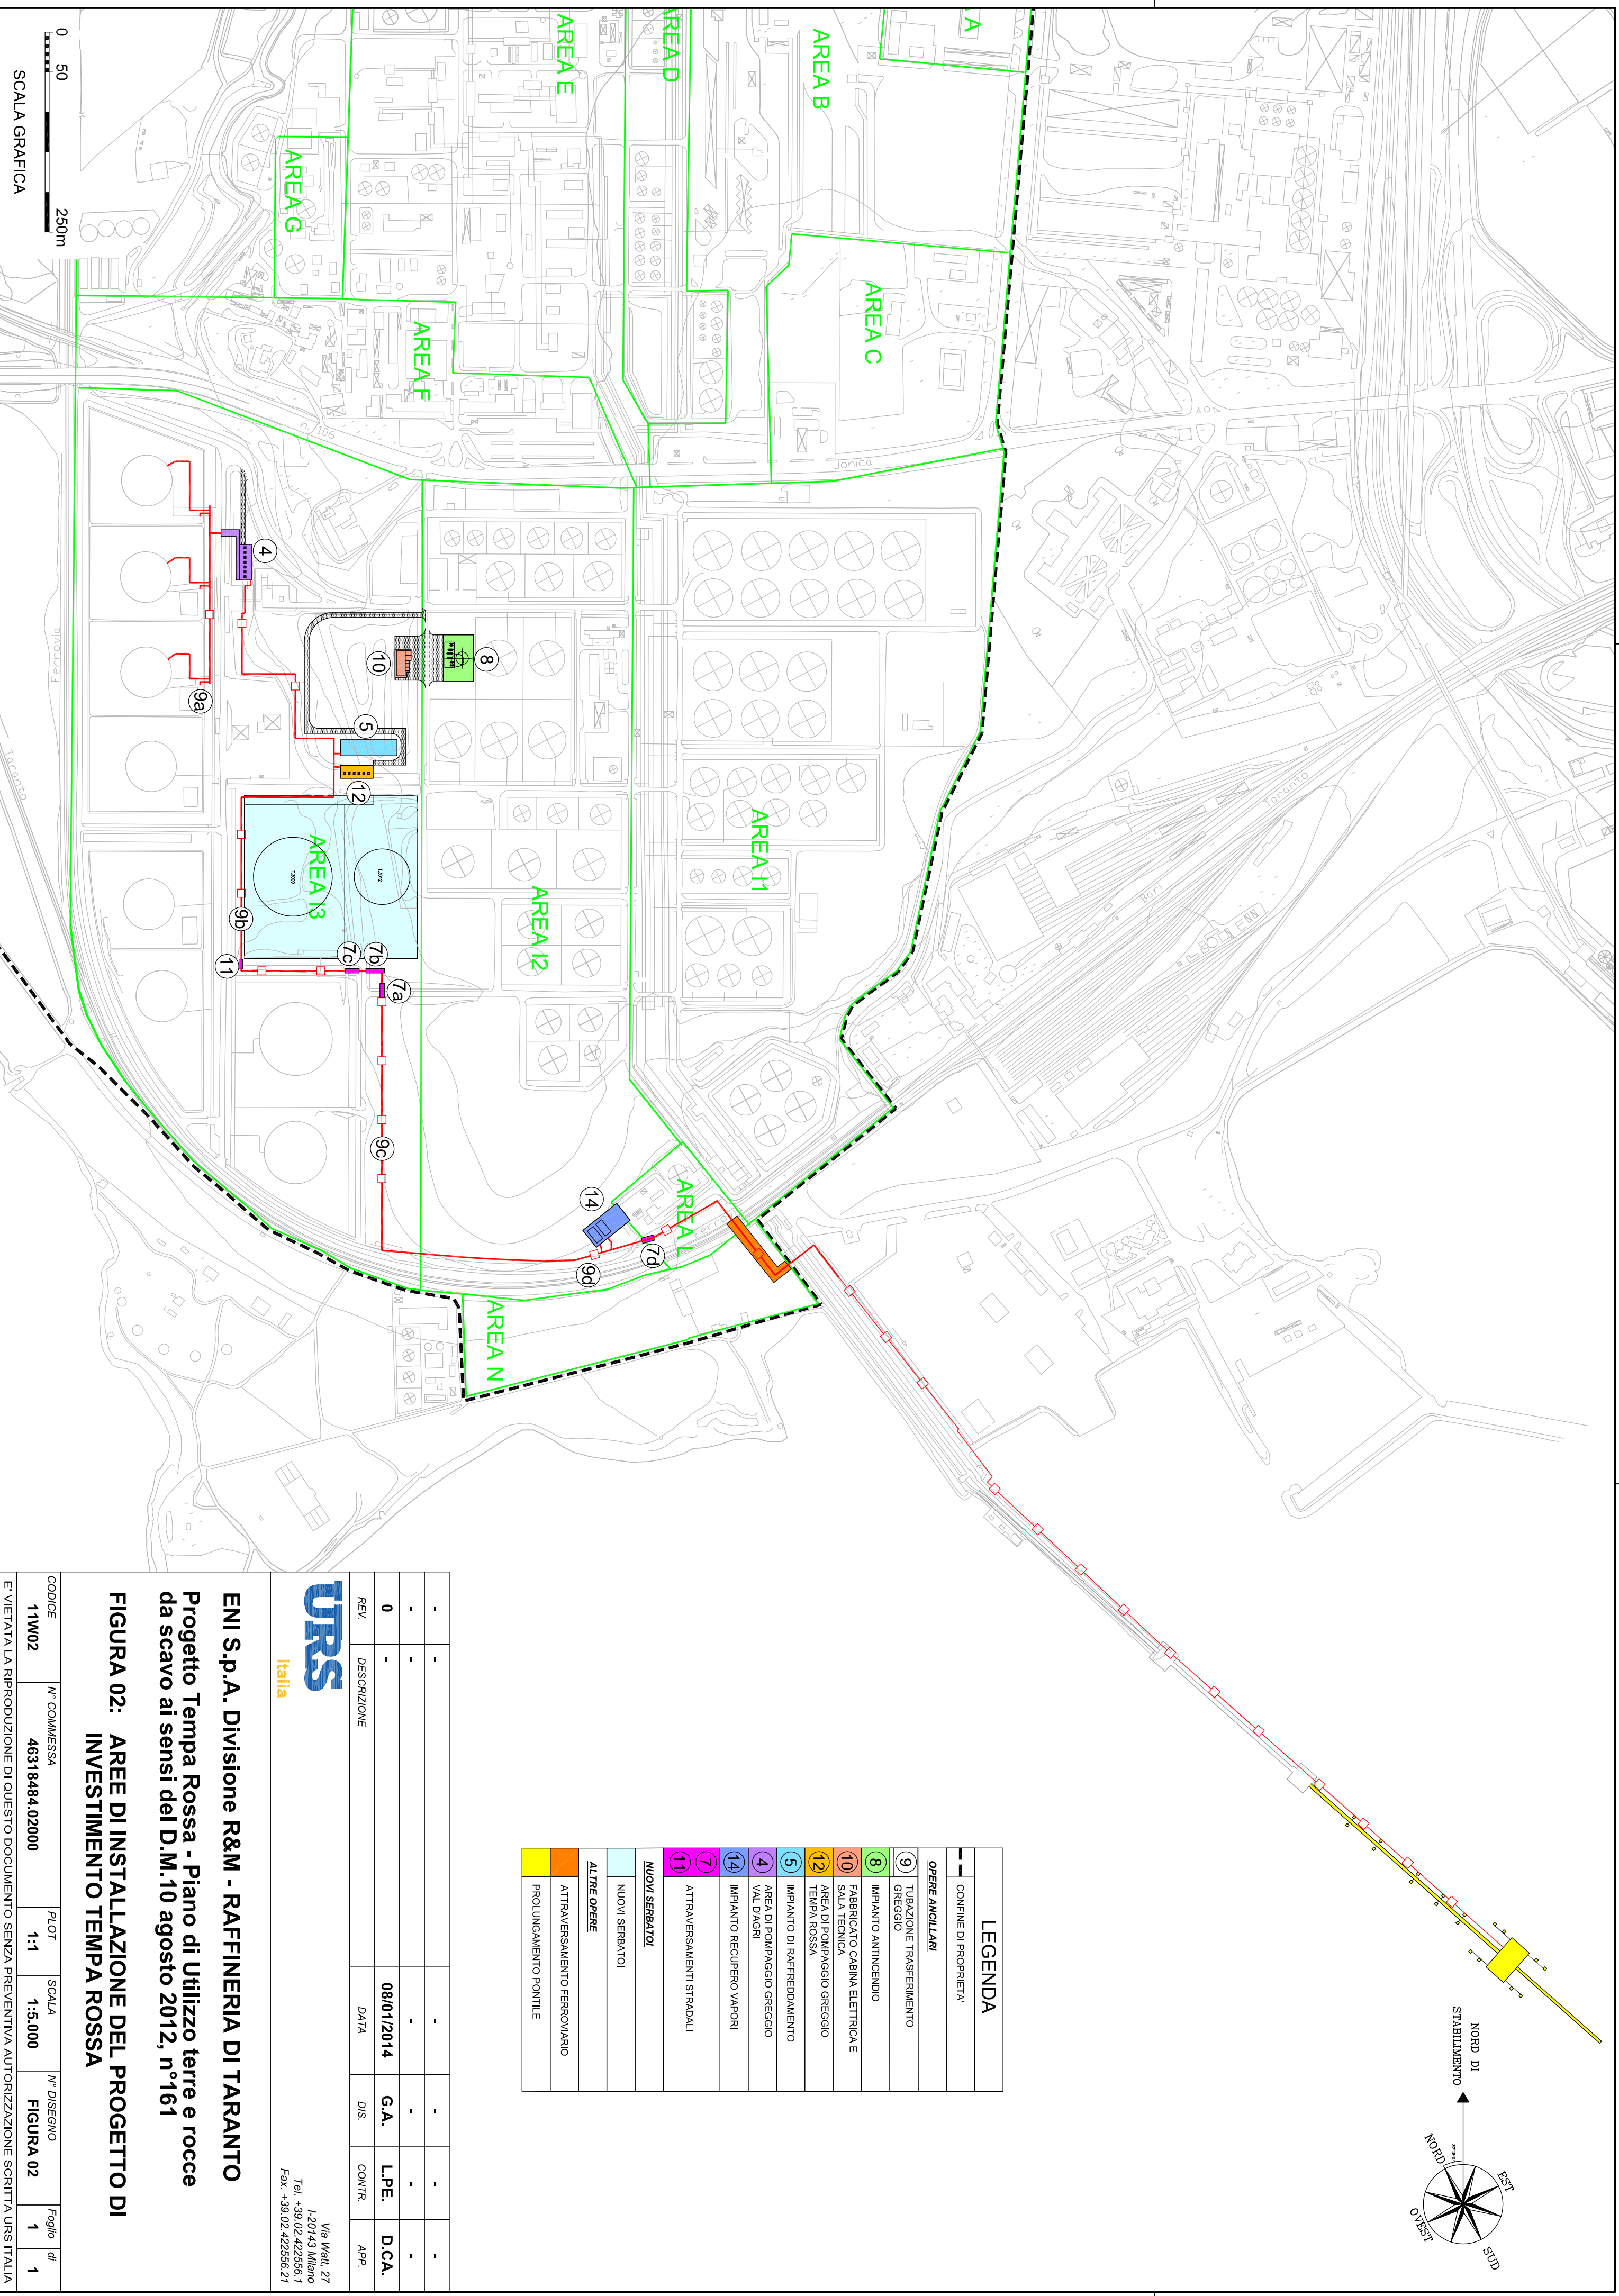 AREA A
AREA B
AREA D
AREA E
AREA G
AREA C
AREA F
n. 106
Jonica
AREA I1
AREA I2
AREA I3
AREA L
AREA N
Ferrovia
Taranto
Taranto
Bari
T.3009
T.3012
4
8
10
5
12
9a
9b
11
7c
7b
7a
9c
14
9d
7d
0 50 250m
SCALA GRAFICA
NORD DI
STABILIMENTO
NORD
EST
SUD
OVEST
LEGENDA
CONFINE DI PROPRIETA'
OPERE ANCILLARI
9 TUBAZIONE TRASFERIMENTO
GREGGIO
8 IMPIANTO ANTINCENDIO
10 FABBRICATO CABINA ELETTRICA E
SALA TECNICA
12 AREA DI POMPAGGIO GREGGIO
TEMPA ROSSA
5 IMPIANTO DI RAFFREDDAMENTO
4 AREA DI POMPAGGIO GREGGIO
VAL D'AGRI
14 IMPIANTO RECUPERO VAPORI
7
11 ATTRAVERSAMENTI STRADALI
NUOVI SERBATOI
NUOVI SERBATOI
ALTRE OPERE
ATTRAVERSAMENTO FERROVIARIO
PROLUNGAMENTO PONTILE
- - - - - -
- - - - - -
0 - 08/01/2014 G.A. L.PE. D.CA.
REV. DESCRIZIONE DATA DIS. CONTR. APP.
URS
Italia
Via Watt, 27
I-20143 Milano
Tel. +39.02.422556.1
Fax. +39.02.422556.21
ENI S.p.A. Divisione R&M - RAFFINERIA DI TARANTO
Progetto Tempa Rossa - Piano di Utilizzo terre e rocce
da scavo ai sensi del D.M.10 agosto 2012, n°161
FIGURA 02: AREE DI INSTALLAZIONE DEL PROGETTO DI
INVESTIMENTO TEMPA ROSSA
CODICE N° COMMESSA PLOT SCALA N° DISEGNO Foglio di
11W02 46318484.02000 1:1 1:5.000 FIGURA 02 1 1
E' VIETATA LA RIPRODUZIONE DI QUESTO DOCUMENTO SENZA PREVENTIVA AUTORIZZAZIONE SCRITTA URS ITALIA